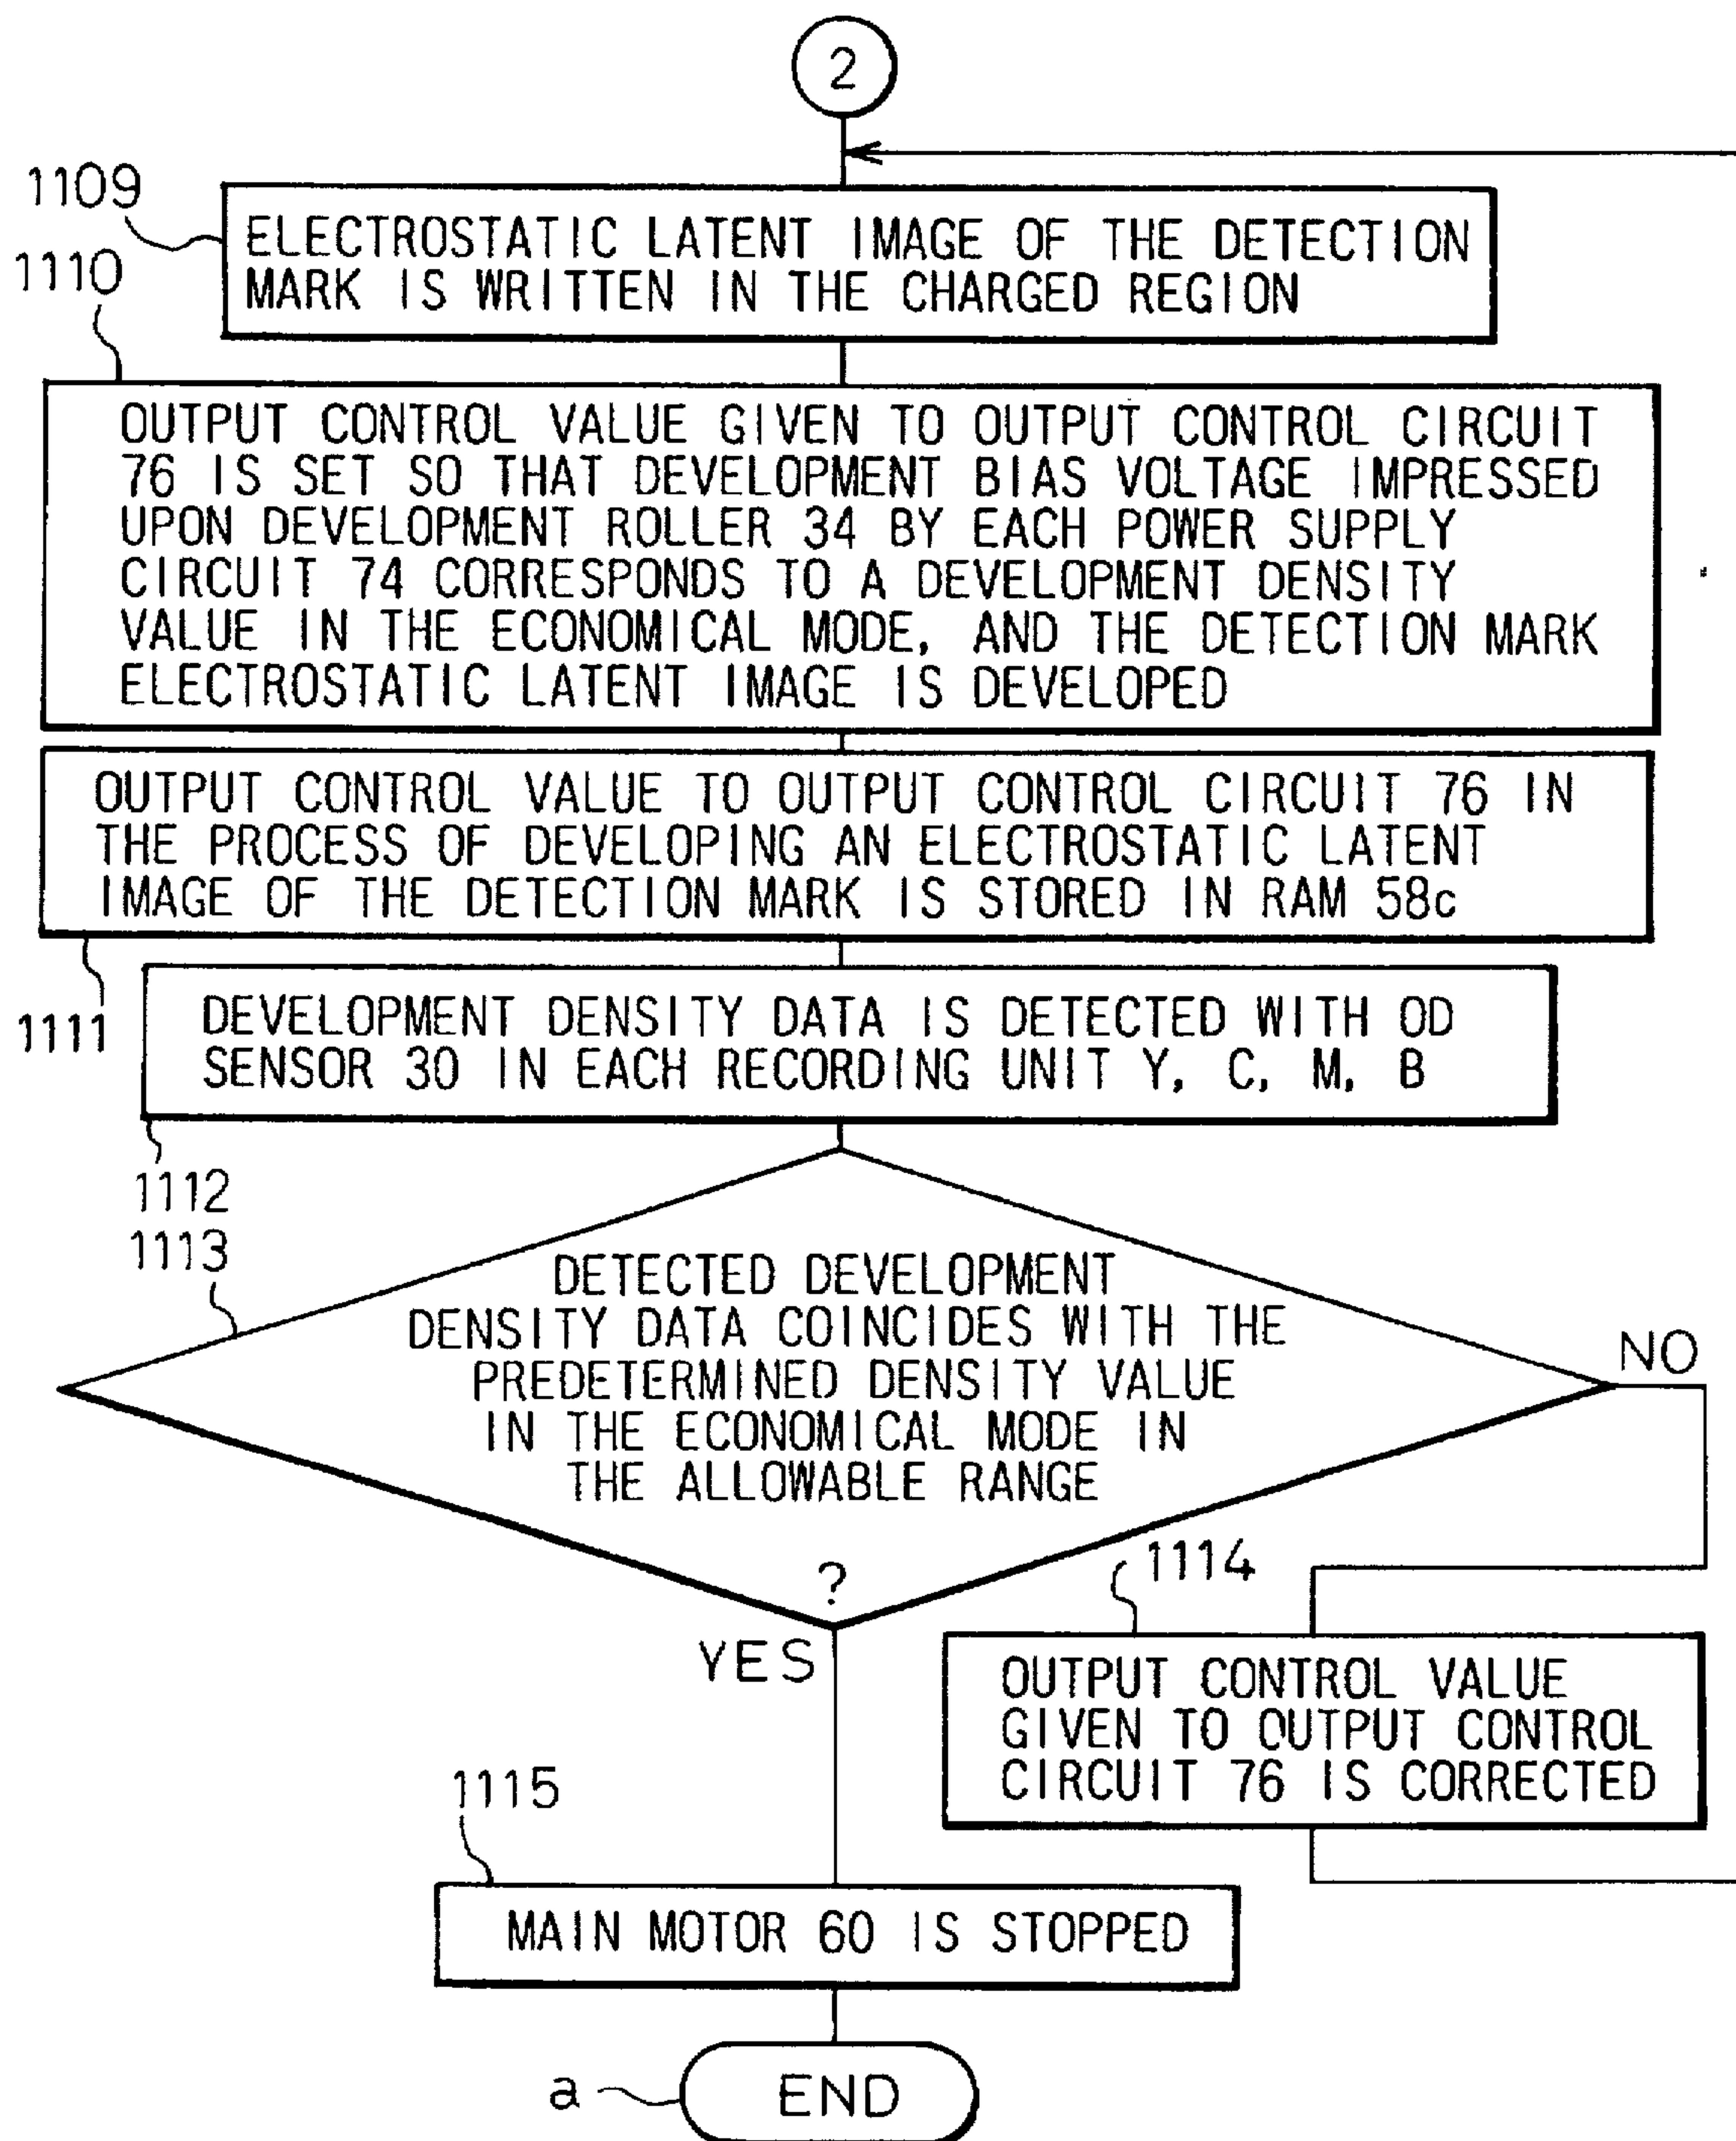 2
1109
ELECTROSTATIC LATENT IMAGE OF THE DETECTION
MARK IS WRITTEN IN THE CHARGED REGION
1110
OUTPUT CONTROL VALUE GIVEN TO OUTPUT CONTROL CIRCUIT
76 IS SET SO THAT DEVELOPMENT BIAS VOLTAGE IMPRESSED
UPON DEVELOPMENT ROLLER 34 BY EACH POWER SUPPLY
CIRCUIT 74 CORRESPONDS TO A DEVELOPMENT DENSITY
VALUE IN THE ECONOMICAL MODE, AND THE DETECTION MARK
ELECTROSTATIC LATENT IMAGE IS DEVELOPED
OUTPUT CONTROL VALUE TO OUTPUT CONTROL CIRCUIT 76 IN
THE PROCESS OF DEVELOPING AN ELECTROSTATIC LATENT
IMAGE OF THE DETECTION MARK IS STORED IN RAM 58c
1111
DEVELOPMENT DENSITY DATA IS DETECTED WITH OD
SENSOR 30 IN EACH RECORDING UNIT Y, C, M, B
1112
1113
DETECTED DEVELOPMENT
DENSITY DATA COINCIDES WITH THE
PREDETERMINED DENSITY VALUE
IN THE ECONOMICAL MODE IN
THE ALLOWABLE RANGE
?
NO
YES
1114
OUTPUT CONTROL VALUE
GIVEN TO OUTPUT CONTROL
CIRCUIT 76 IS CORRECTED
1115
MAIN MOTOR 60 IS STOPPED
a
END